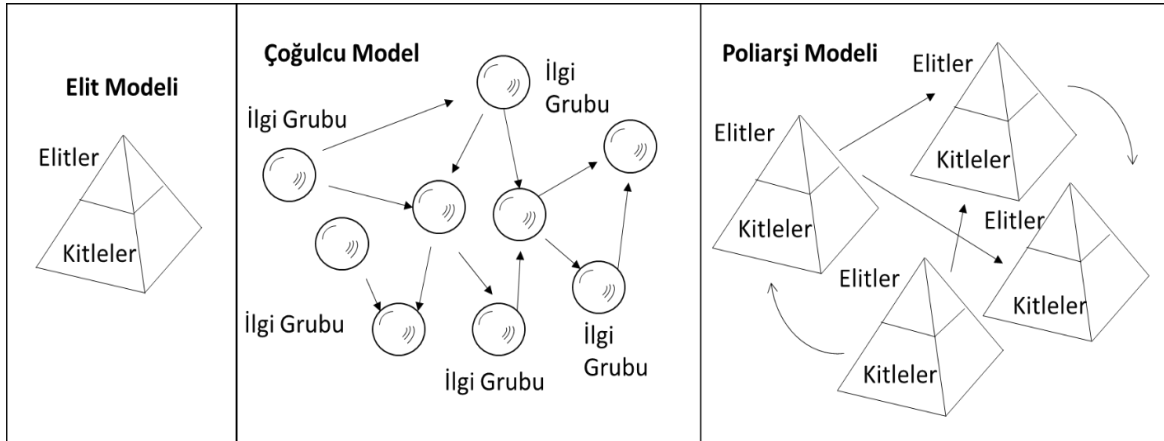 Elit Modeli
Elitler
Kitleler
Çoğulcu Model
İlgi
Grubu
İlgi Grubu
İlgi Grubu
İlgi Grubu
İlgi
Grubu
Poliarşi Modeli
Elitler
Elitler
Kitleler
Kitleler
Elitler
Elitler
Kitleler
Kitleler